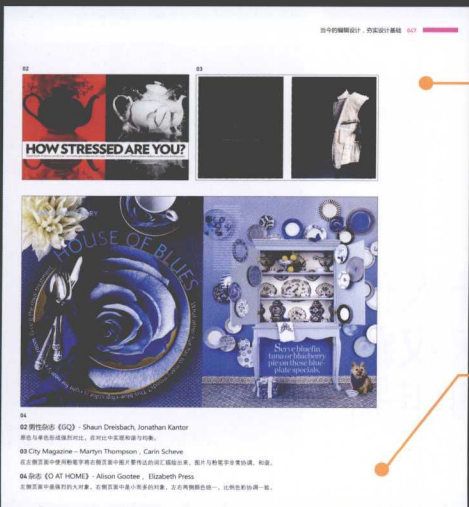 当今的编辑设计，夯实设计基础 047
02
03
HOW STRESSED ARE YOU?
HOUSE OF BLUES
Serve bluefin
tuna or blueberry
pie on those blue-
plate specials.
04
02 男性杂志《GQ》- Shaun Dreisbach, Jonathan Kantor
原色与单色形成强烈对比，在对比中实现和谐与均衡。
03 City Magazine – Martyn Thompson , Carin Scheve
在左侧页面中使用粉笔字将右侧页面中图片要传达的词汇描绘出来，图片与粉笔字非常协调、和谐。
04 杂志《O AT HOME》- Alison Gootee , Elizabeth Press
左侧页面中是强烈的大对象，右侧页面中是小而多的对象，左右两侧颜色统一，比例也彩协调一致。